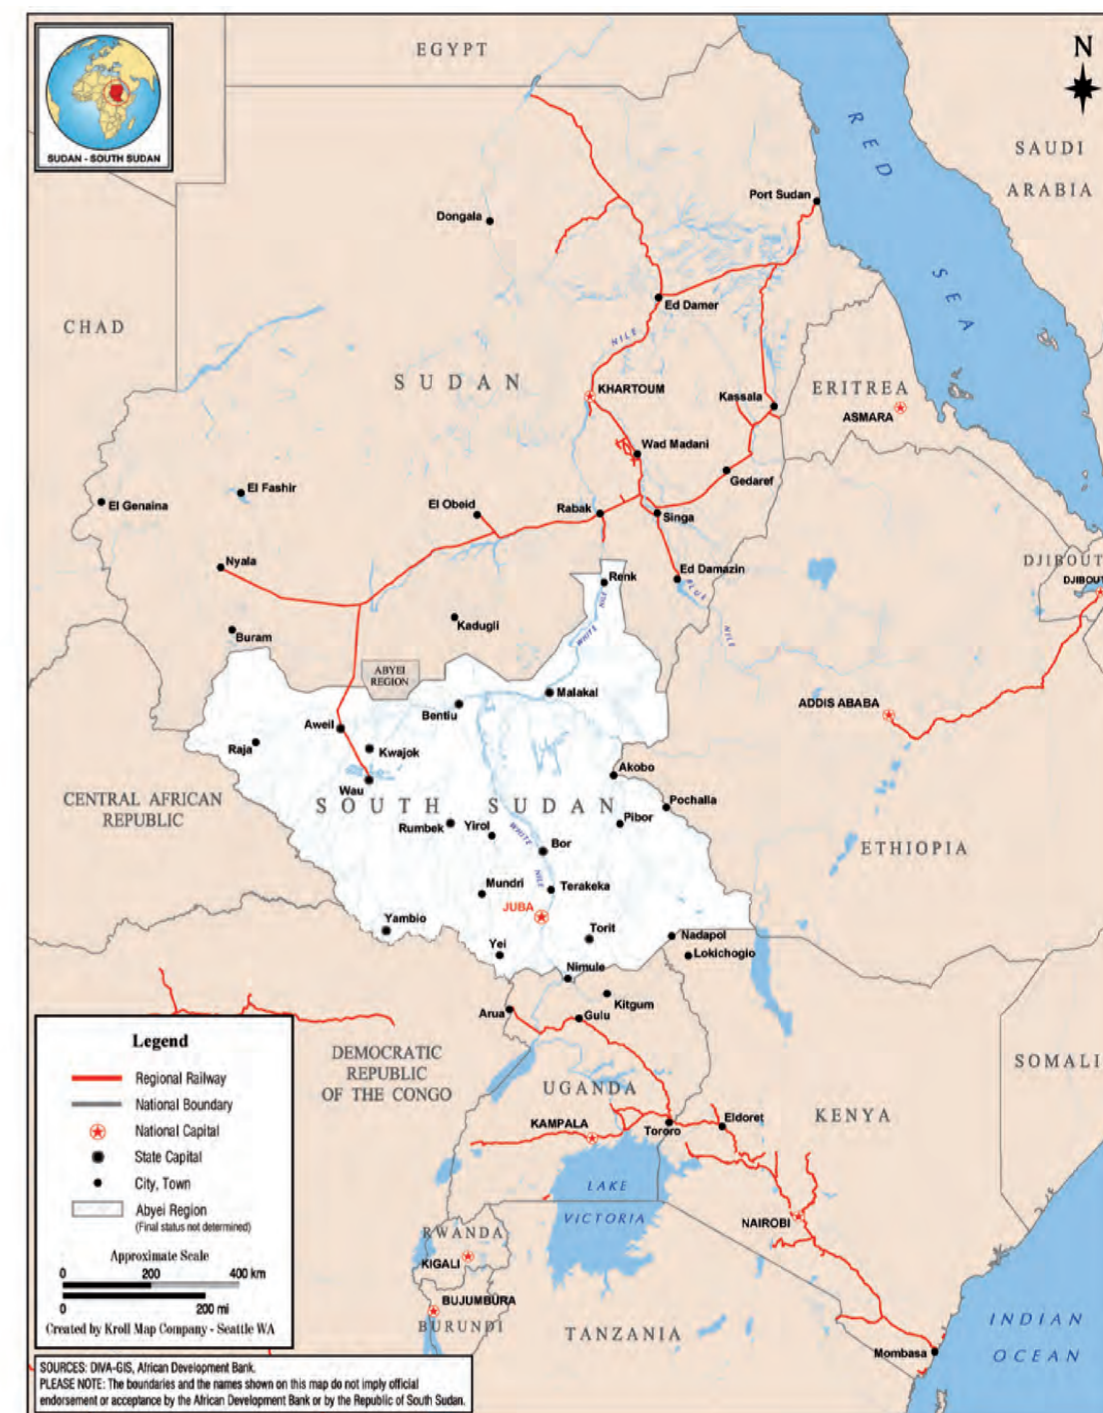 EGYPT
N
SUDAN - SOUTH SUDAN
RED
SEA
SAUDI
ARABIA
Port Sudan
Dongala
Ed Damer
CHAD
NILE
SUDAN
KHARTOUM
Kassala
ERITREA
ASMARA
Wad Madani
Gedaref
El Fashir
El Genaina
El Obeid
Rabak
Singa
Nyala
Renk
Ed Damazin
DJIBOUT
DJIBOUT
BLUE
NILE
WHITE
NILE
Kadugli
Buram
ABYEI
REGION
Malakal
Bentiu
ADDIS ABABA
Aweil
Raja
Kwajok
Akobo
Wau
CENTRAL AFRICAN
REPUBLIC
SOUTH SUDAN
Pochalla
Rumbek
Yirol
Pibor
WHITE
NILE
Bor
ETHIOPIA
Mundri
Terakeka
JUBA
Yambio
Torit
Nadapol
Yei
Lokichogio
Nimule
Kitgum
Arua
Gulu
DEMOCRATIC
REPUBLIC
OF THE CONGO
UGANDA
SOMALI
KENYA
KAMPALA
Tororo
Eldoret
LAKE
VICTORIA
NAIROBI
RWANDA
KIGALI
BUJUMBURA
BURUNDI
TANZANIA
Mombasa
INDIAN
OCEAN
Legend
Regional Railway
National Boundary
National Capital
State Capital
City, Town
Abyei Region
(Final status not determined)
Approximate Scale
0 200 400 km
0 200 mi
Created by Kroll Map Company - Seattle WA
SOURCES: DIVA-GIS, African Development Bank.
PLEASE NOTE: The boundaries and the names shown on this map do not imply official
endorsement or acceptance by the African Development Bank or by the Republic of South Sudan.